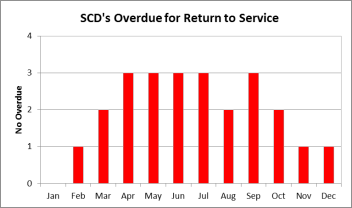 SCD's Overdue for Return to Service
4
3
2
1
0
No Overdue
Jan Feb Mar Apr May Jun Jul Aug Sep Oct Nov Dec